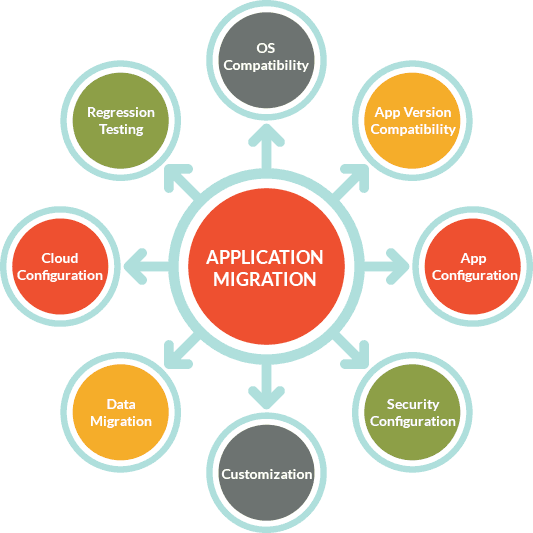 OS
Compatibility
Regression
Testing
App Version
Compatibility
APPLICATION
MIGRATION
Cloud
Configuration
App
Configuration
Data
Migration
Security
Configuration
Customization